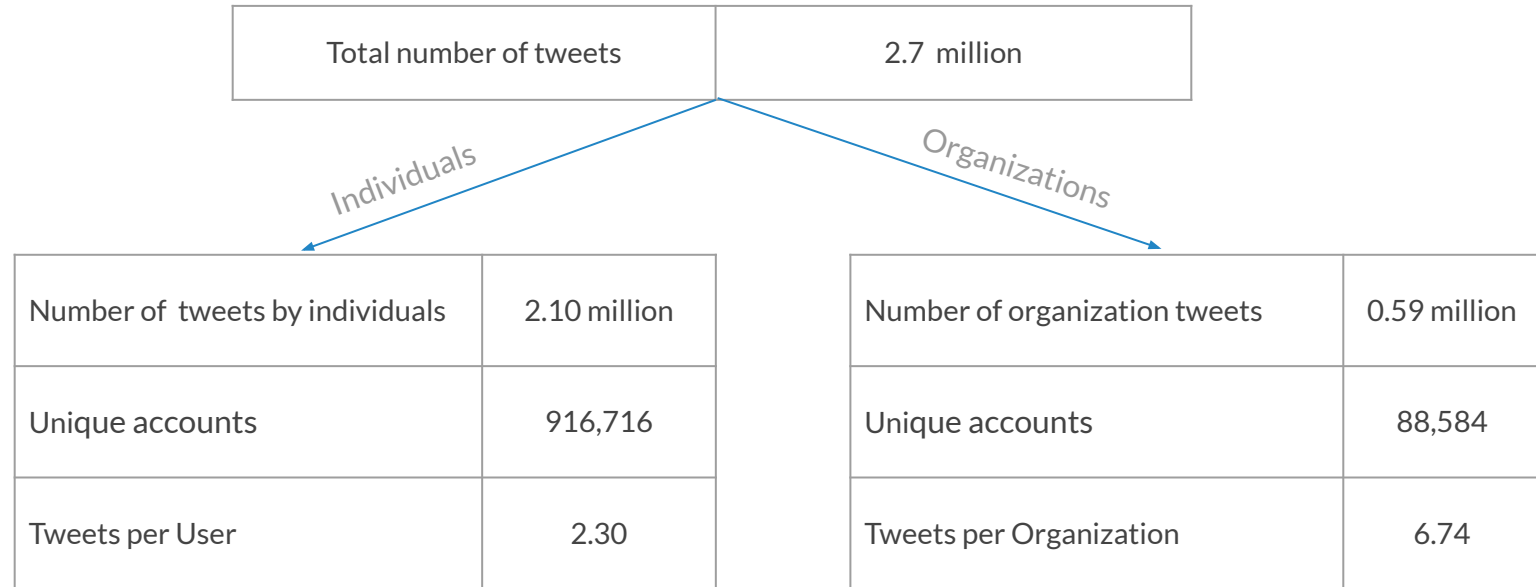 Total number of tweets 2.7 million
Individuals
Organizations
Number of tweets by individuals 2.10 million
Unique accounts 916,716
Tweets per User 2.30
Number of organization tweets 0.59 million
Unique accounts 88,584
Tweets per Organization 6.74